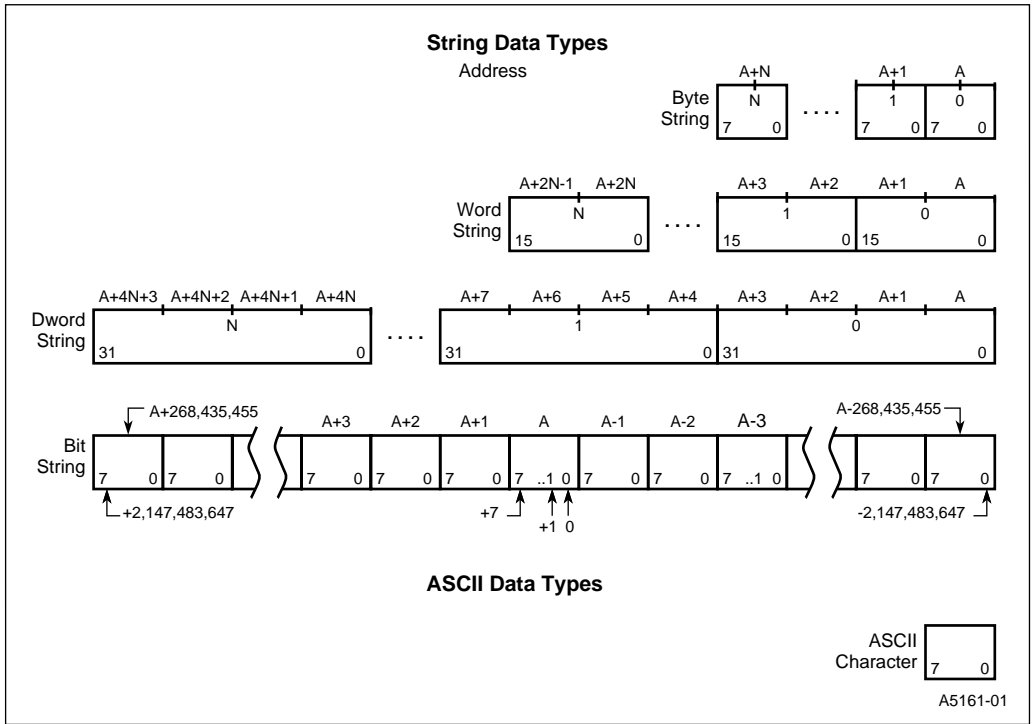 String Data Types
Address
A+N A+1 A
Byte String
N .... 1 0
7 0 7 0 7 0
A+2N-1 A+2N A+3 A+2 A+1 A
Word String
N .... 1 0
15 0 15 0 15 0
A+4N+3 A+4N+2 A+4N+1 A+4N A+7 A+6 A+5 A+4 A+3 A+2 A+1 A
Dword String
N .... 1 0
31 0 31 0 31 0
A+268,435,455 A+3 A+2 A+1 A A-1 A-2 A-3 A-268,435,455
Bit String
7 0 7 0 7 0 7 0 7 0 7 ..1 0 7 0 7 0 7 ..1 0 7 0 7 0
+2,147,483,647 +7 +1 0 -2,147,483,647
ASCII Data Types
ASCII Character
7 0
A5161-01